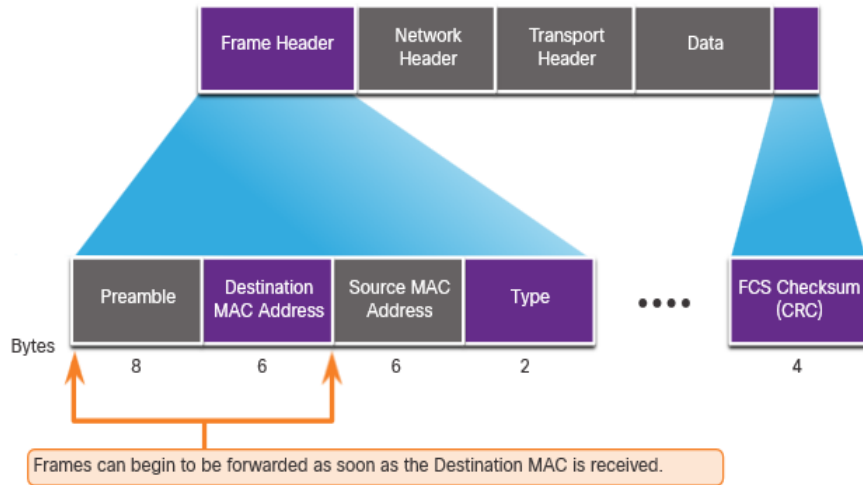 Frame Header
Network
Header
Transport
Header
Data
Preamble
Destination
MAC Address
Source MAC
Address
Type
••••
FCS Checksum
(CRC)
Bytes
8
6
6
2
4
Frames can begin to be forwarded as soon as the Destination MAC is received.